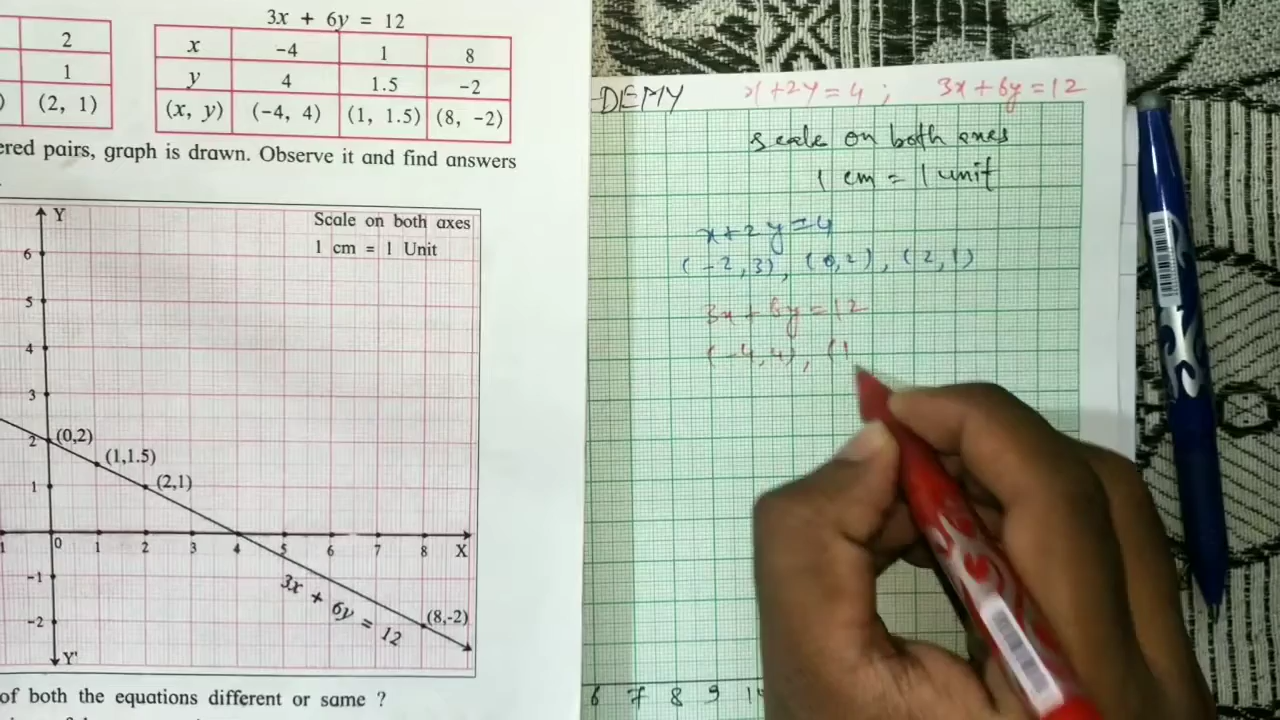 3x + 6y = 12
2
1
(2, 1)
x -4 1 8
y 4 1.5 -2
(x, y) (-4, 4) (1, 1.5) (8, -2)
ered pairs, graph is drawn. Observe it and find answers
Y
Scale on both axes
1 cm = 1 Unit
6
5
4
3
2
(0,2)
(1,1.5)
1
(2,1)
1 0 1 2 3 4 5 6 7 8 X
-1
3x + 6y = 12
-2
(8,-2)
Y'
of both the equations different or same ?
DEMY x+2y=4 ; 3x+6y=12
scale on both axes
1 cm = 1 unit
x+2y=4
(-2,3), (0,2), (2,1)
3x+6y=12
(-4,4), (1
6 7 8 9